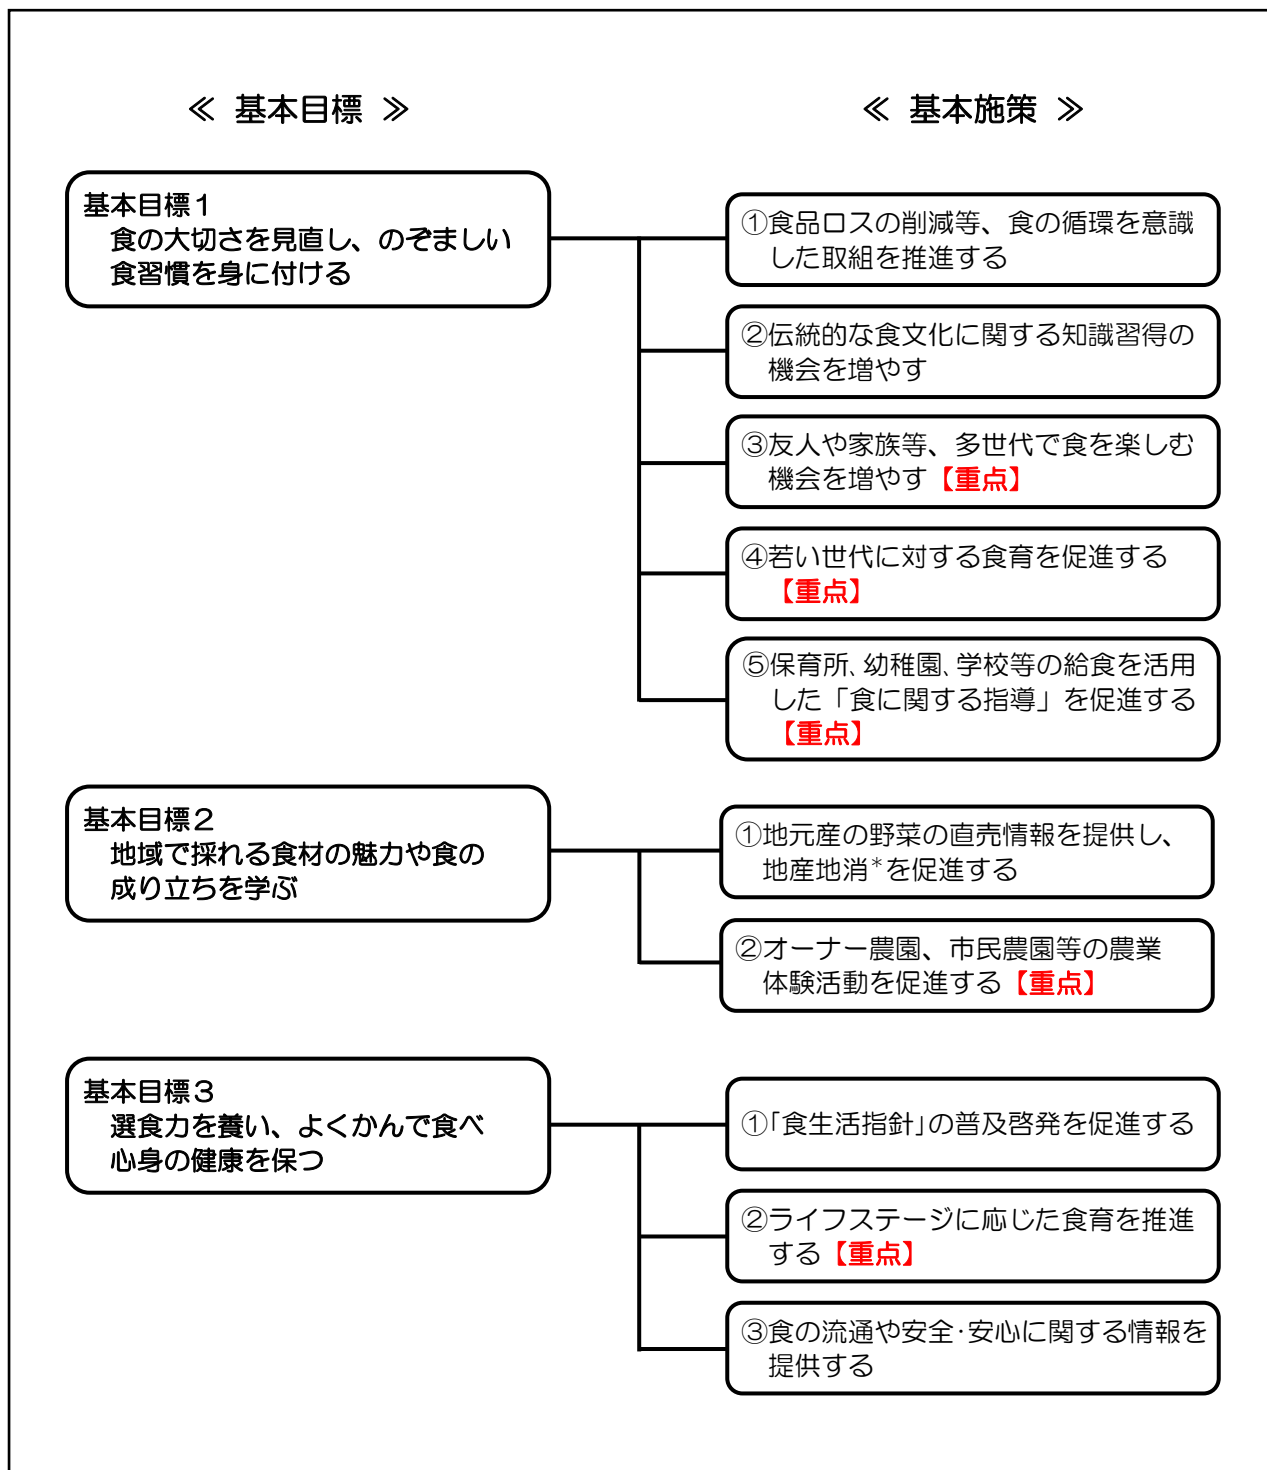 ≪ 基本目標 ≫
≪ 基本施策 ≫
基本目標１
食の大切さを見直し、のぞましい
食習慣を身に付ける
①食品ロスの削減等、食の循環を意識
した取組を推進する
②伝統的な食文化に関する知識習得の
機会を増やす
③友人や家族等、多世代で食を楽しむ
機会を増やす【重点】
④若い世代に対する食育を促進する
【重点】
⑤保育所、幼稚園、学校等の給食を活用
した「食に関する指導」を促進する
【重点】
基本目標２
地域で採れる食材の魅力や食の
成り立ちを学ぶ
①地元産の野菜の直売情報を提供し、
地産地消*を促進する
②オーナー農園、市民農園等の農業
体験活動を促進する【重点】
基本目標３
選食力を養い、よくかんで食べ
心身の健康を保つ
①「食生活指針」の普及啓発を促進する
②ライフステージに応じた食育を推進
する【重点】
③食の流通や安全・安心に関する情報を
提供する